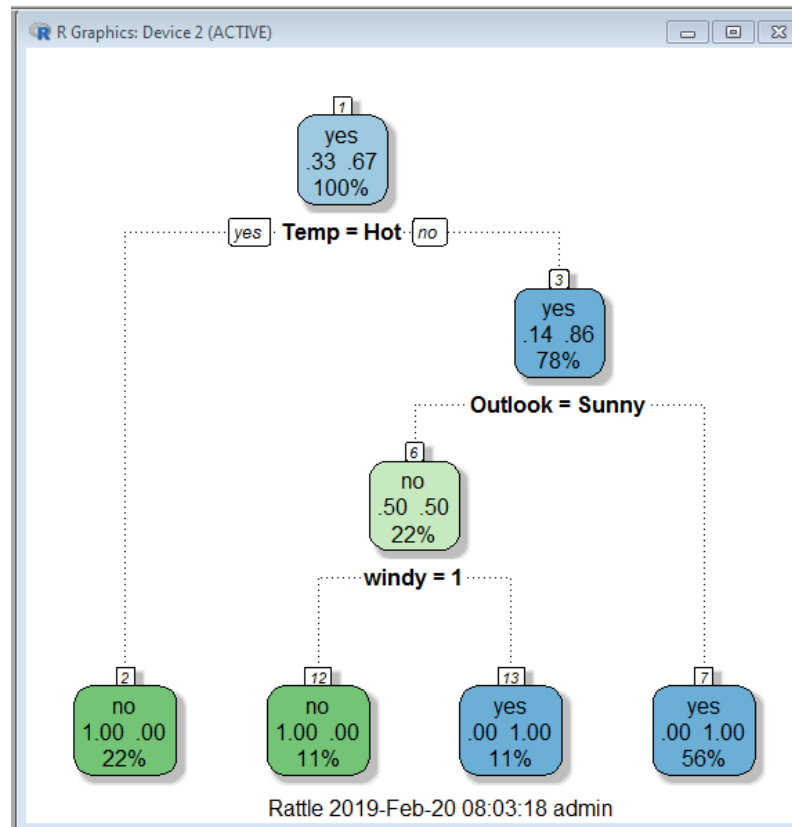 R Graphics: Device 2 (ACTIVE)
1
yes
.33 .67
100%
yes Temp = Hot no
3
yes
.14 .86
78%
Outlook = Sunny
6
no
.50 .50
22%
windy = 1
2
no
1.00 .00
22%
12
no
1.00 .00
11%
13
yes
.00 1.00
11%
7
yes
.00 1.00
56%
Rattle 2019-Feb-20 08:03:18 admin